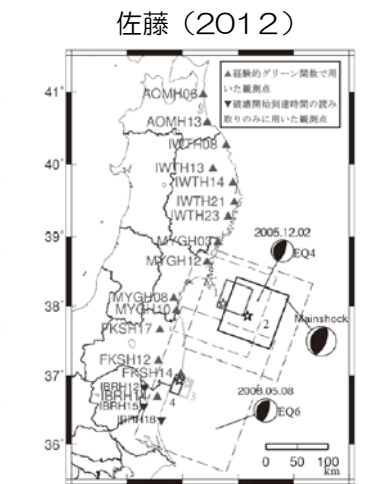 佐藤（2012）
▲経験的グリーン関数で用
いた観測点
▼破壊開始到達時間の読み
取りのみに用いた観測点
41°
AOMH06
AOMH13
IWTH08
40°
IWTH13
IWTH14
IWTH21
IWTH23
39°
MYGH03
2005.12.02
EQ4
MYGH12
38°
MYGH08
MYGH10
2
Mainshock
FKSH17
FKSH12
37°
FKSH14
IBRH12
2008.05.08
3
4
IBRH15
EQ6
IBRH18
36°
0 50 100
km